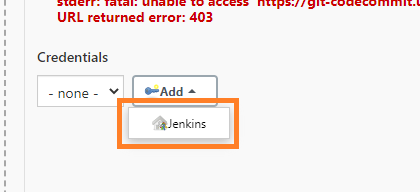 stderr: fatal: unable to access 'https://git-codecommit.
URL returned error: 403
Credentials
- none -
Add
Jenkins